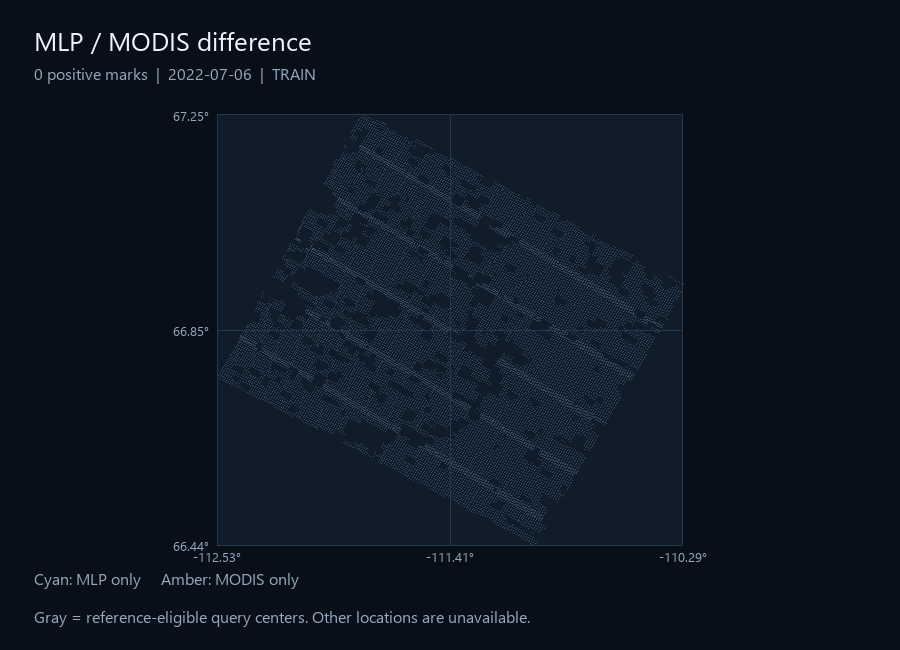 MLP / MODIS difference
0 positive marks | 2022-07-06 | TRAIN
67.25°
66.85°
66.44°
-112.53° -111.41° -110.29°
Cyan: MLP only Amber: MODIS only
Gray = reference-eligible query centers. Other locations are unavailable.